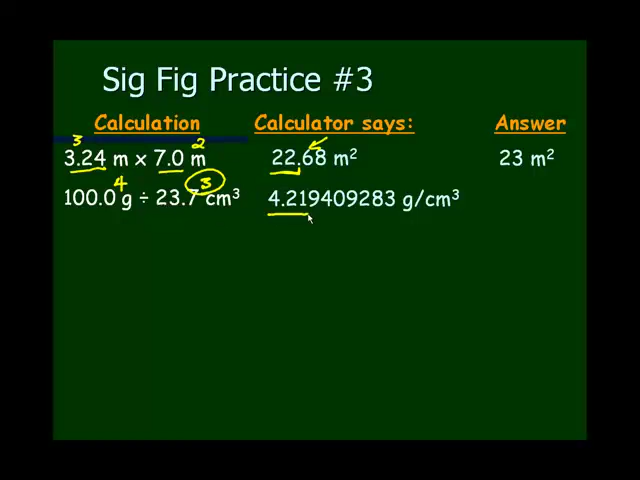 Sig Fig Practice #3
Calculation Calculator says: Answer
3 2
3.24 m x 7.0 m 22.68 m² 23 m²
4 3
100.0 g ÷ 23.7 cm³ 4.219409283 g/cm³